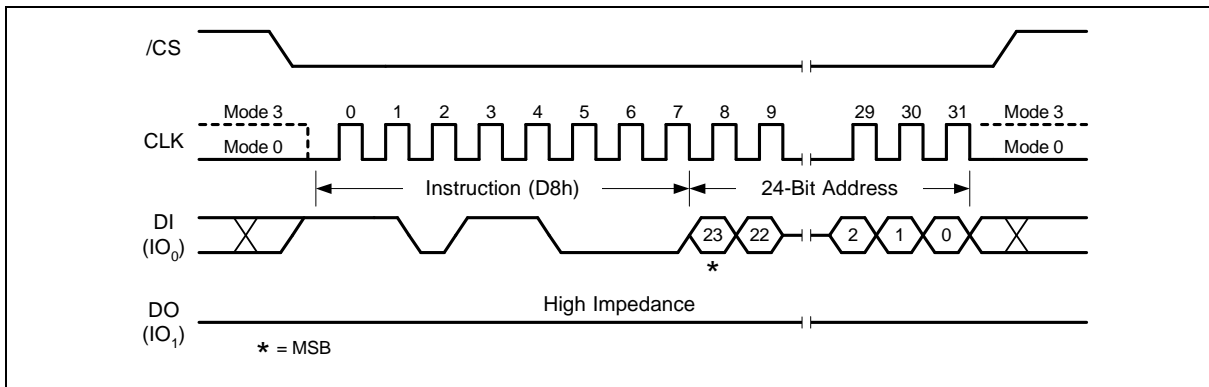 /CS
Mode 3 0 1 2 3 4 5 6 7 8 9 29 30 31 Mode 3
CLK
Mode 0 Mode 0
Instruction (D8h) 24-Bit Address
DI
(IO0)
23 22 2 1 0
*
High Impedance
DO
(IO1)
* = MSB